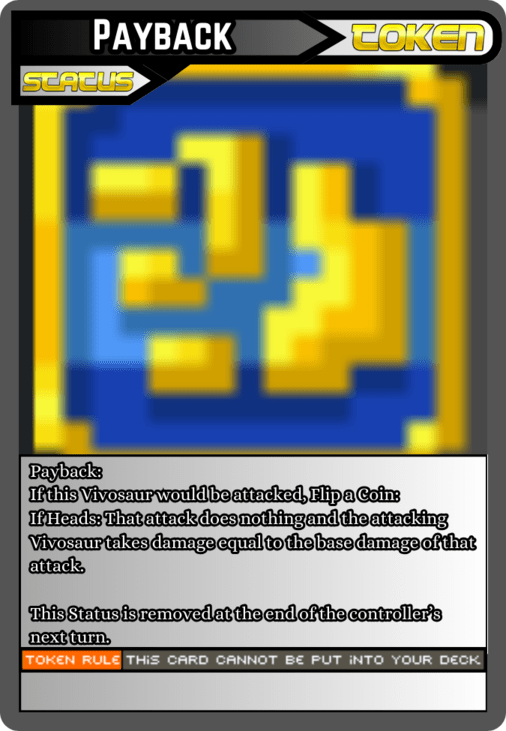 Payback TOKEN
STATUS
Payback:
If this Vivosaur would be attacked, Flip a Coin:
If Heads: That attack does nothing and the attacking
Vivosaur takes damage equal to the base damage of that
attack.
This Status is removed at the end of the controller's
next turn.
TOKEN RULE THIS CARD CANNOT BE PUT INTO YOUR DECK